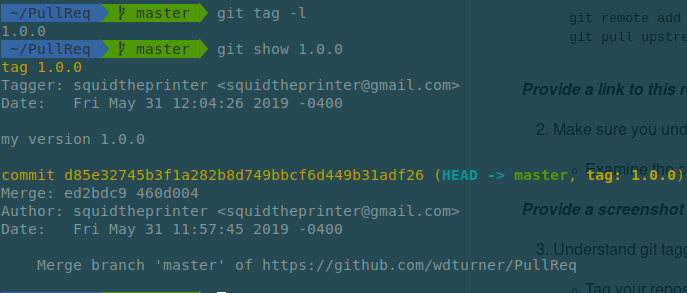 ~/PullReq master git tag -l
1.0.0
~/PullReq master git show 1.0.0
tag 1.0.0
Tagger: squidtheprinter <squidtheprinter@gmail.com>
Date:   Fri May 31 12:04:26 2019 -0400
my version 1.0.0
commit d85e32745b3f1a282b8d749bbcf6d449b31adf26 (HEAD -> master, tag: 1.0.0)
Merge: ed2bdc9 460d004
Author: squidtheprinter <squidtheprinter@gmail.com>
Date:   Fri May 31 11:57:45 2019 -0400
Merge branch 'master' of https://github.com/wdturner/PullReq
git remote add
git pull upstre
Provide a link to this r
2. Make sure you und
Examine the
Provide a screenshot
3. Understand git tagg
Tag your repos